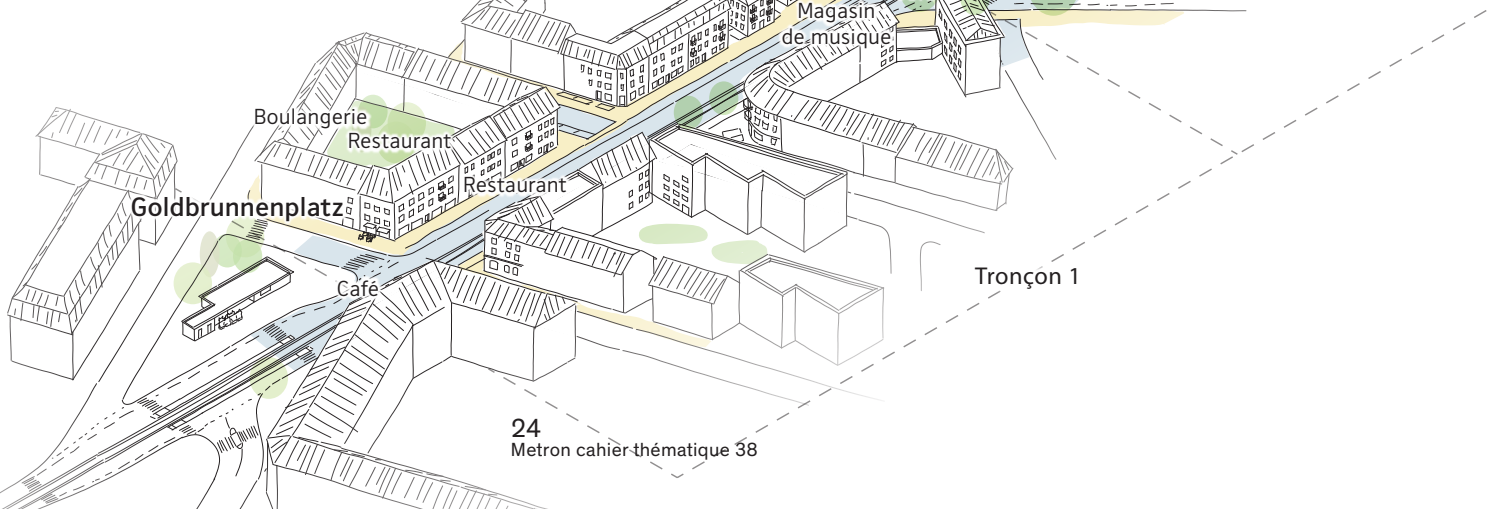 Magasin
de musique
Boulangerie
Restaurant
Restaurant
Goldbrunnenplatz
Tronçon 1
Café
24
Metron cahier thématique 38